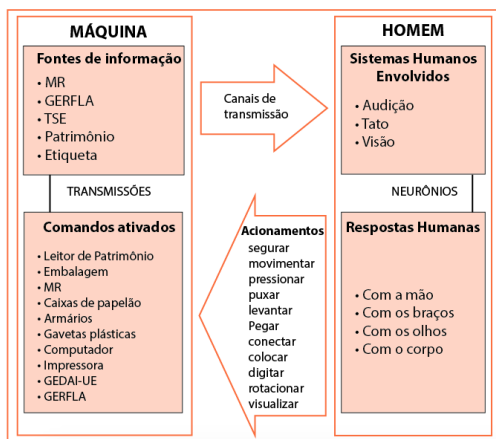 MÁQUINA
Fontes de informação
• MR
• GERFLA
• TSE
• Patrimônio
• Etiqueta
TRANSMISSÕES
Comandos ativados
• Leitor de Patrimônio
• Embalagem
• MR
• Caixas de papelão
• Armários
• Gavetas plásticas
• Computador
• Impressora
• GEDAI-UE
• GERFLA
Canais de
transmissão
Acionamentos
segurar
movimentar
pressionar
puxar
levantar
Pegar
conectar
colocar
digitar
rotacionar
visualizar
HOMEM
Sistemas Humanos
Envolvidos
• Audição
• Tato
• Visão
NEURÔNIOS
Respostas Humanas
• Com a mão
• Com os braços
• Com os olhos
• Com o corpo